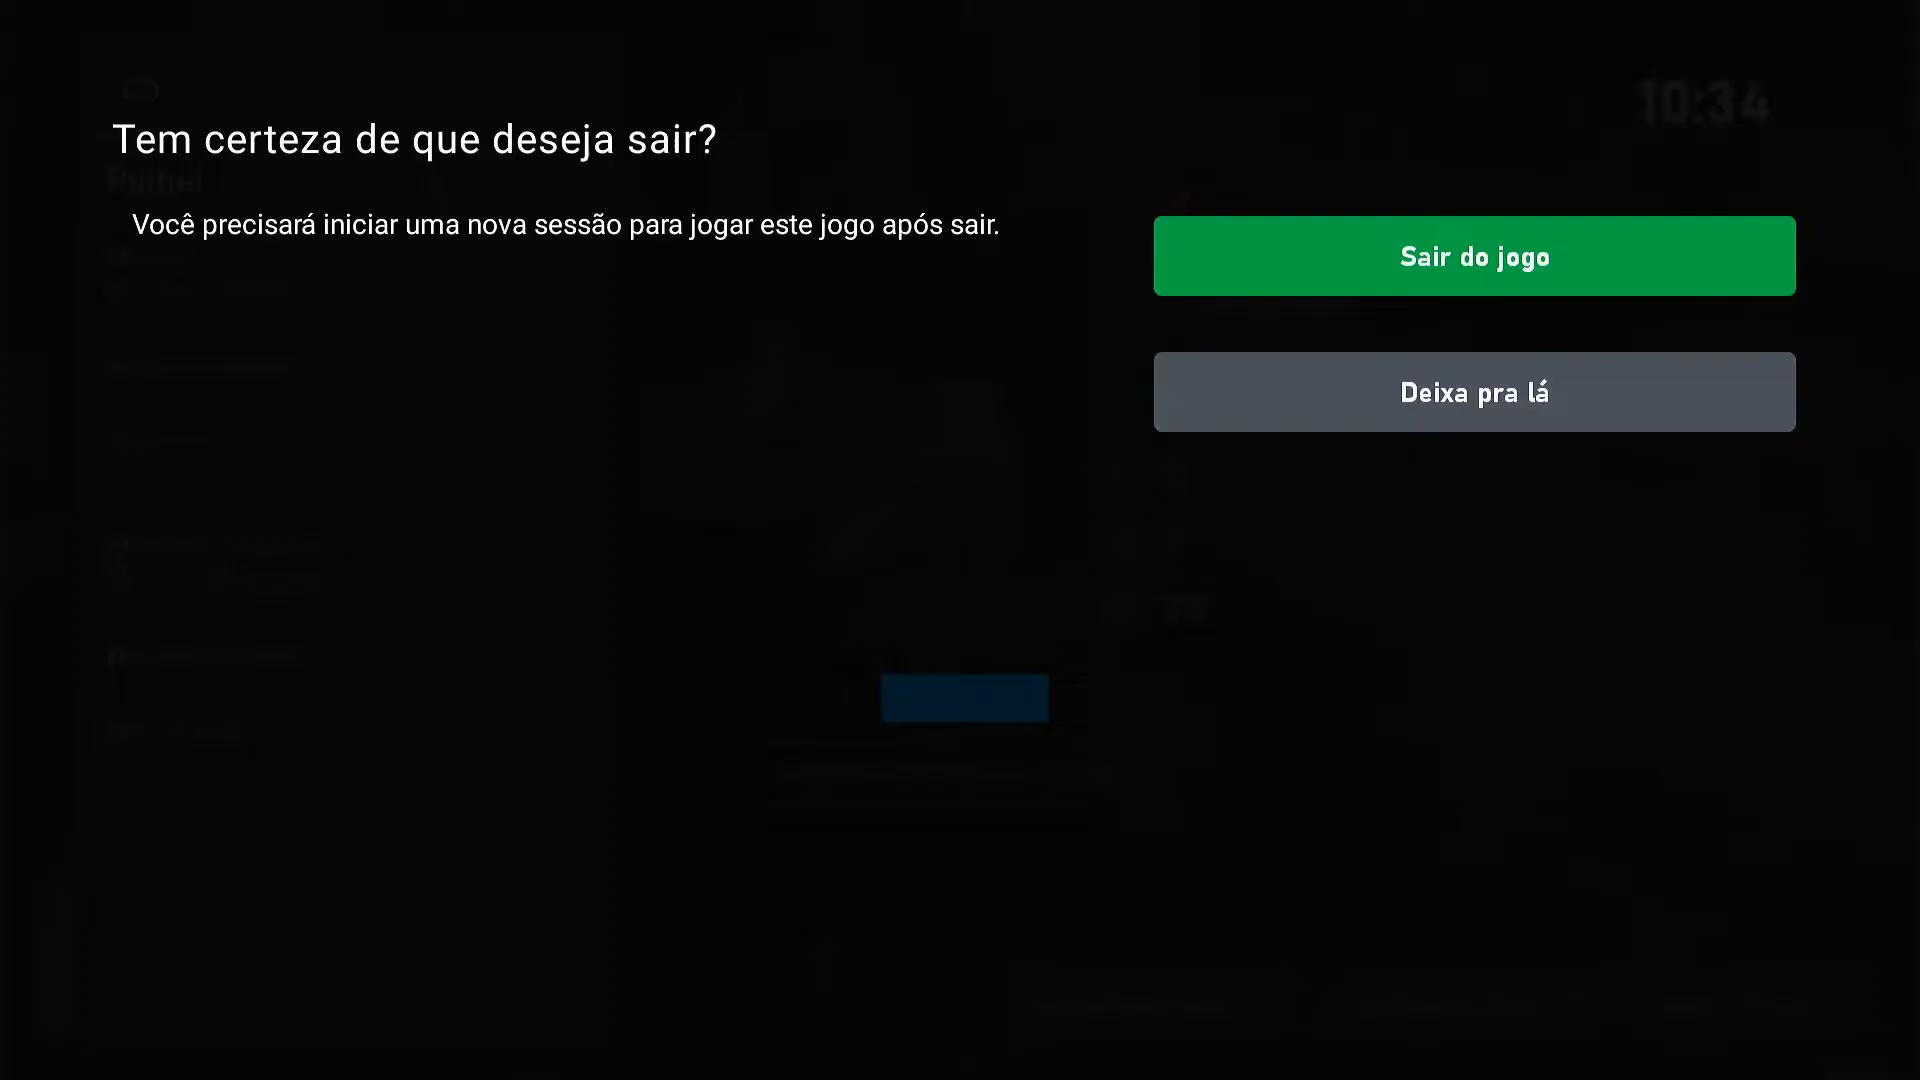 10:34
Tem certeza de que deseja sair?
Você precisará iniciar uma nova sessão para jogar este jogo após sair.
Sair do jogo
Deixa pra lá